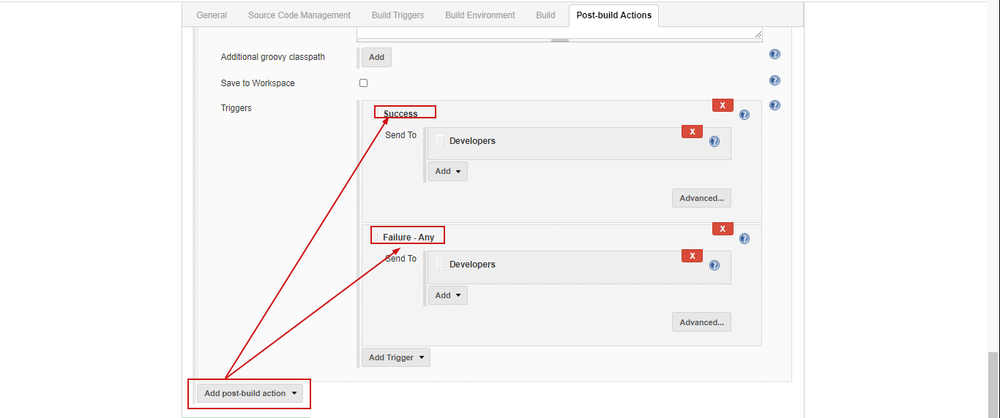 General Source Code Management Build Triggers Build Environment Build Post-build Actions
Additional groovy classpath Add ?
Save to Workspace ?
Triggers X ?
Success ?
Send To Developers X ?
Add
Advanced...
Failure - Any X ?
Send To Developers X ?
Add
Advanced...
Add Trigger
Add post-build action